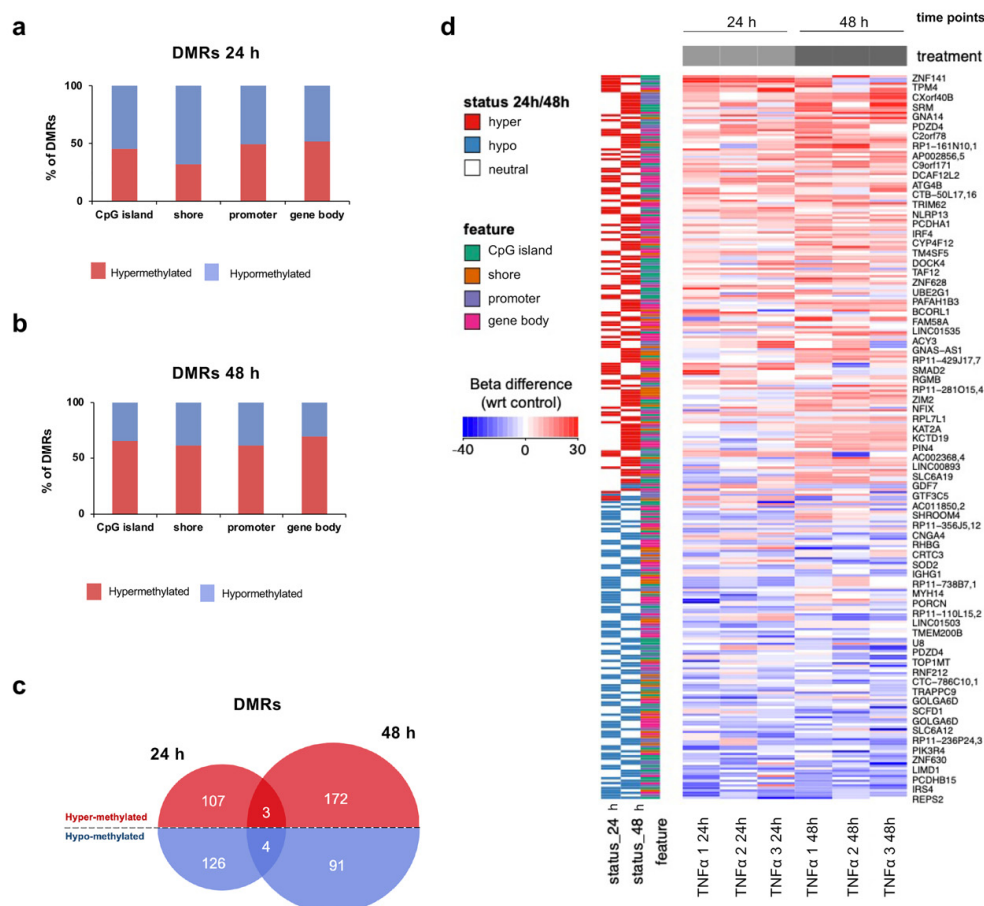 a
DMRs 24 h
100
50
0
% of DMRs
CpG island
shore
promoter
gene body
Hypermethylated
Hypormethylated
b
DMRs 48 h
100
50
0
% of DMRs
CpG island
shore
promoter
gene body
Hypermethylated
Hypormethylated
c
DMRs
24 h
48 h
107
3
172
Hyper-methylated
Hypo-methylated
126
4
91
d
24 h
48 h
time points
treatment
status 24h/48h
hyper
hypo
neutral
feature
CpG island
shore
promoter
gene body
Beta difference
(wrt control)
-40
0
30
ZNF141
TPM4
CXorf40B
SRM
GNA14
PDZD4
C2orf78
RP1-161N10,1
AP002856,5
C9orf171
DCAF12L2
ATG4B
CTB-50L17,16
TRIM62
NLRP13
PCDHA1
IRF4
CYP4F12
TM4SF5
DOCK4
TAF12
ZNF628
UBE2G1
PAFAH1B3
BCORL1
FAM58A
LINC01535
ACY3
GNAS-AS1
RP11-429J17,7
SMAD2
RGMB
RP11-281O15,4
ZIM2
NFIX
RPL7L1
KAT2A
KCTD19
PIN4
AC002368,4
LINC00893
SLC6A19
GDF7
GTF3C5
AC011850,2
SHROOM4
RP11-356J5,12
CNGA4
RHBG
CRTC3
SOD2
IGHG1
RP11-738B7,1
MYH14
PORCN
RP11-110L15,2
LINC01503
TMEM200B
U8
PDZD4
TOP1MT
RNF212
CTC-786C10,1
TRAPPC9
GOLGA6D
SCFD1
GOLGA6D
SLC6A12
RP11-236P24,3
PIK3R4
ZNF630
LIMD1
PCDHB15
IRS4
REPS2
status_24 h
status_48 h
feature
TNFα 1 24h
TNFα 2 24h
TNFα 3 24h
TNFα 1 48h
TNFα 2 48h
TNFα 3 48h